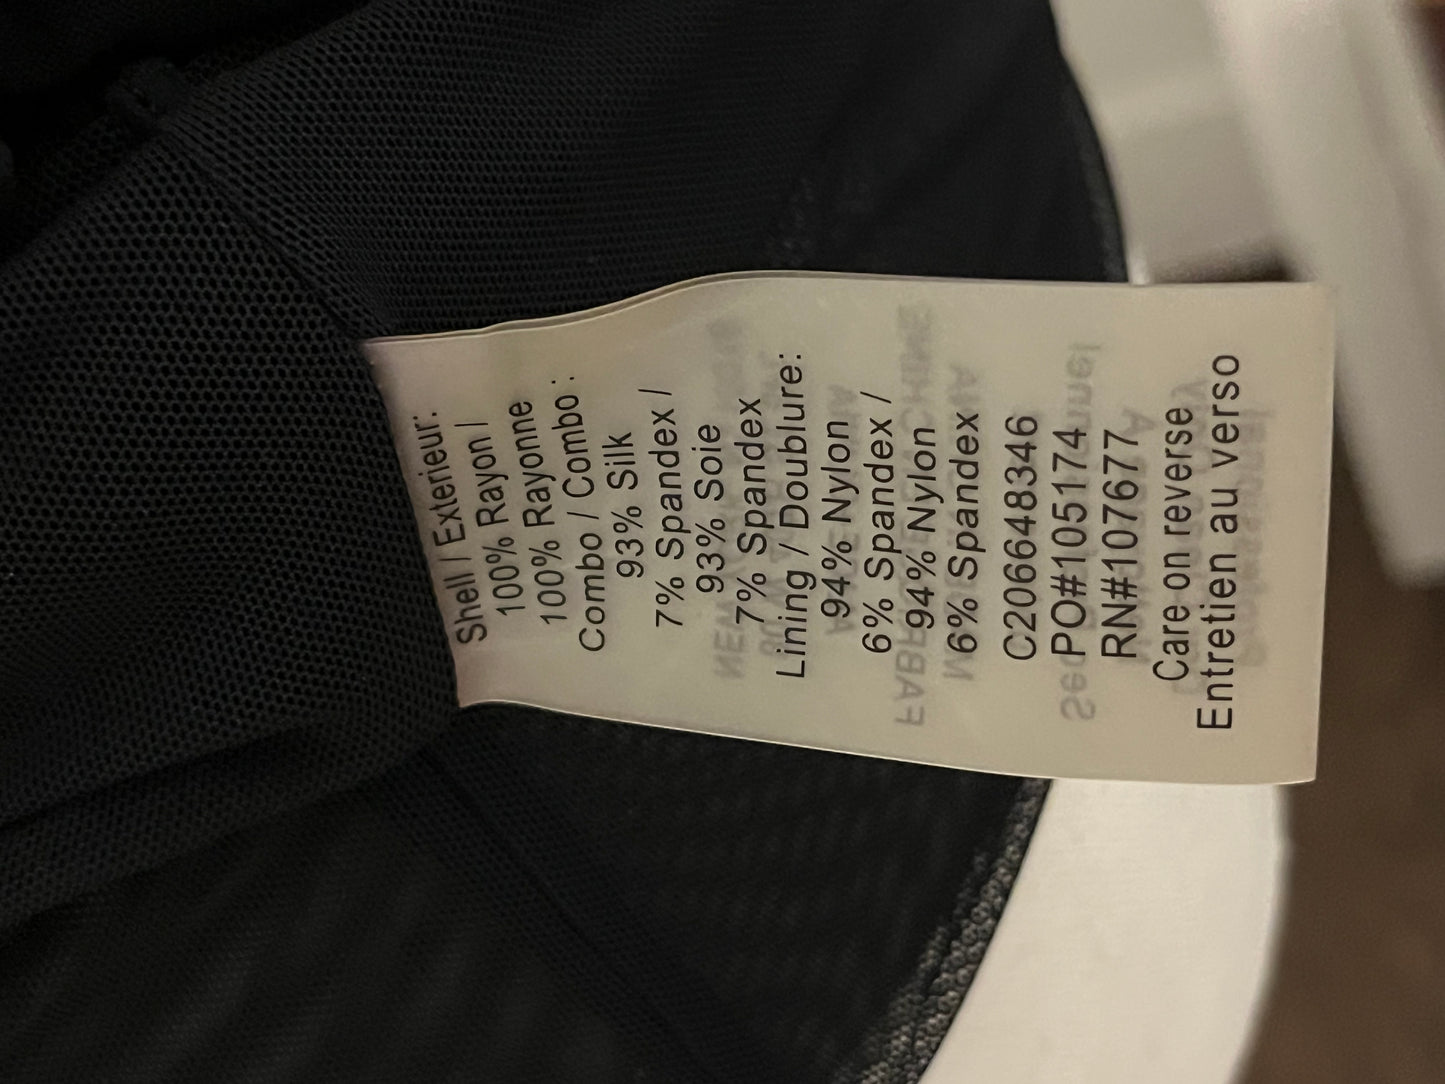 Shell / Exterieur:
100% Rayon /
100% Rayonne
Combo / Combo :
93% Silk
7% Spandex /
93% Soie
7% Spandex
Lining / Doublure:
94% Nylon
6% Spandex /
94% Nylon
6% Spandex
C206648346
PO#105174
RN#107677
Care on reverse
Entretien au verso